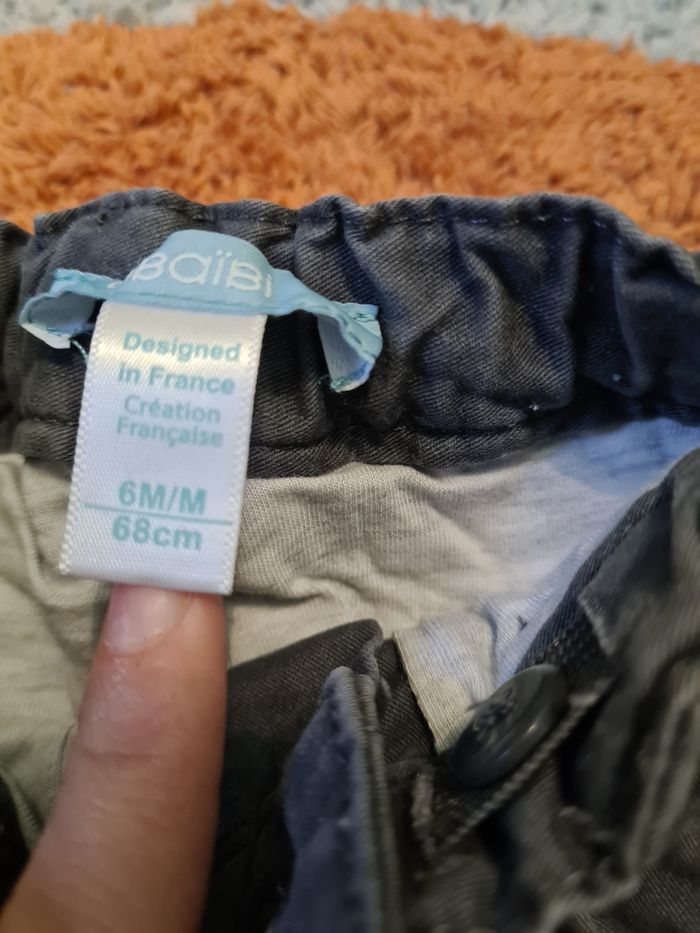 Designed
in France
Création
Française
6M/M
68cm